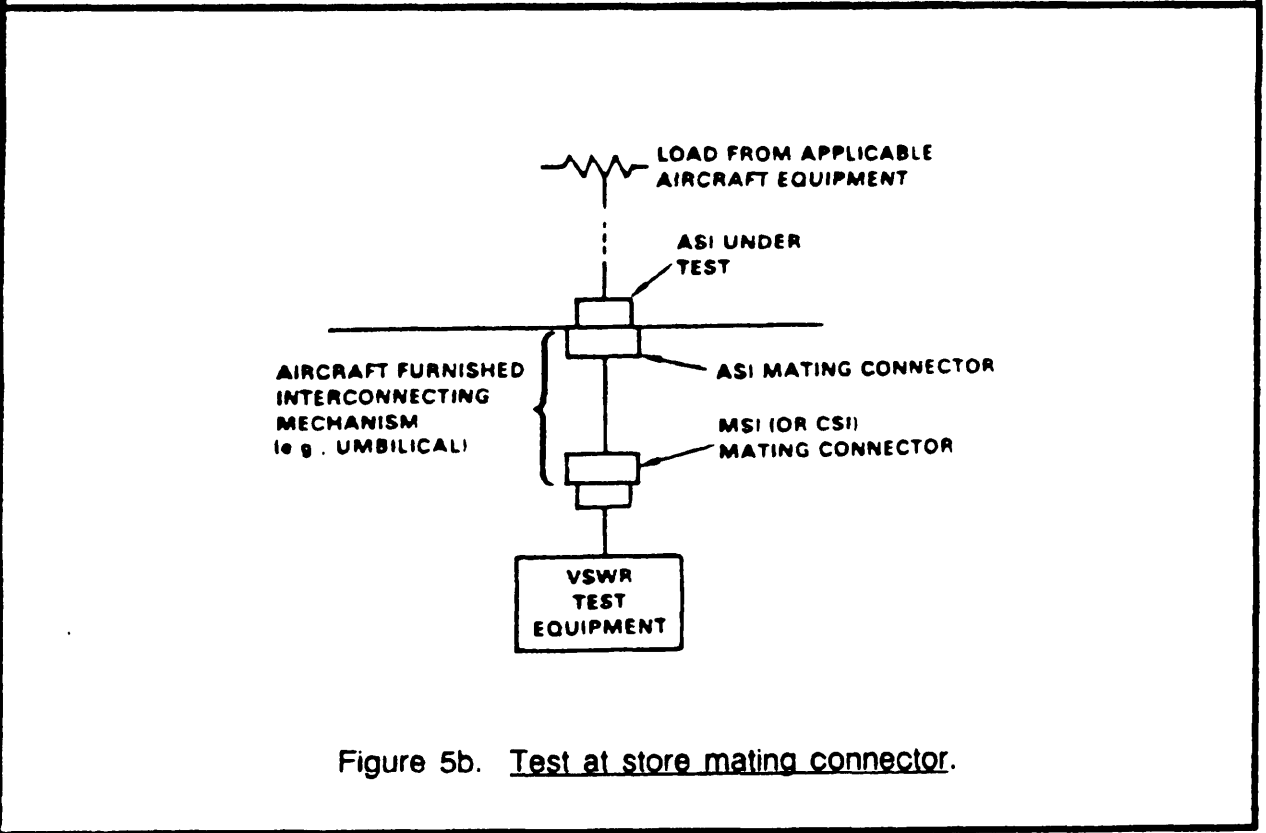 LOAD FROM APPLICABLE
AIRCRAFT EQUIPMENT
ASI UNDER
TEST
AIRCRAFT FURNISHED
INTERCONNECTING
MECHANISM
(e g . UMBILICAL)
ASI MATING CONNECTOR
MSI (OR CSI)
MATING CONNECTOR
VSWR
TEST
EQUIPMENT
Figure 5b. Test at store mating connector.